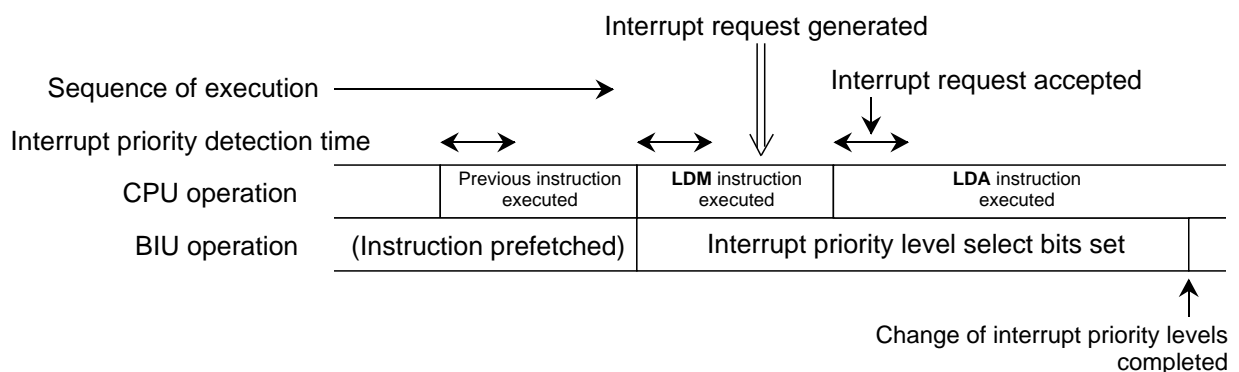 Interrupt request generated
Interrupt request accepted
Sequence of execution
Interrupt priority detection time
CPU operation
Previous instruction
executed
LDM instruction
executed
LDA instruction
executed
BIU operation
(Instruction prefetched)
Interrupt priority level select bits set
Change of interrupt priority levels
completed